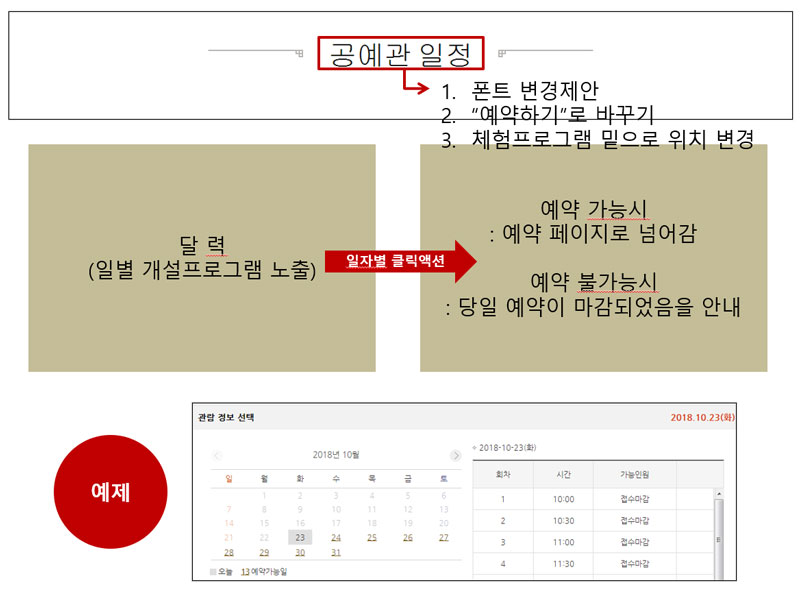 공예관 일정
1. 폰트 변경제안
2. “예약하기”로 바꾸기
3. 체험프로그램 밑으로 위치 변경
달 력
(일별 개설프로그램 노출)
일자별 클릭액션
예약 가능시
: 예약 페이지로 넘어감
예약 불가능시
: 당일 예약이 마감되었음을 안내
예제
관람 정보 선택 2018.10.23(화)
2018년 10월
일 월 화 수 목 금 토
1 2 3 4 5 6
7 8 9 10 11 12 13
14 15 16 17 18 19 20
21 22 23 24 25 26 27
28 29 30 31
오늘 13 예약가능일
2018-10-23(화)
회차 시간 가능인원
1 10:00 접수마감
2 10:30 접수마감
3 11:00 접수마감
4 11:30 접수마감